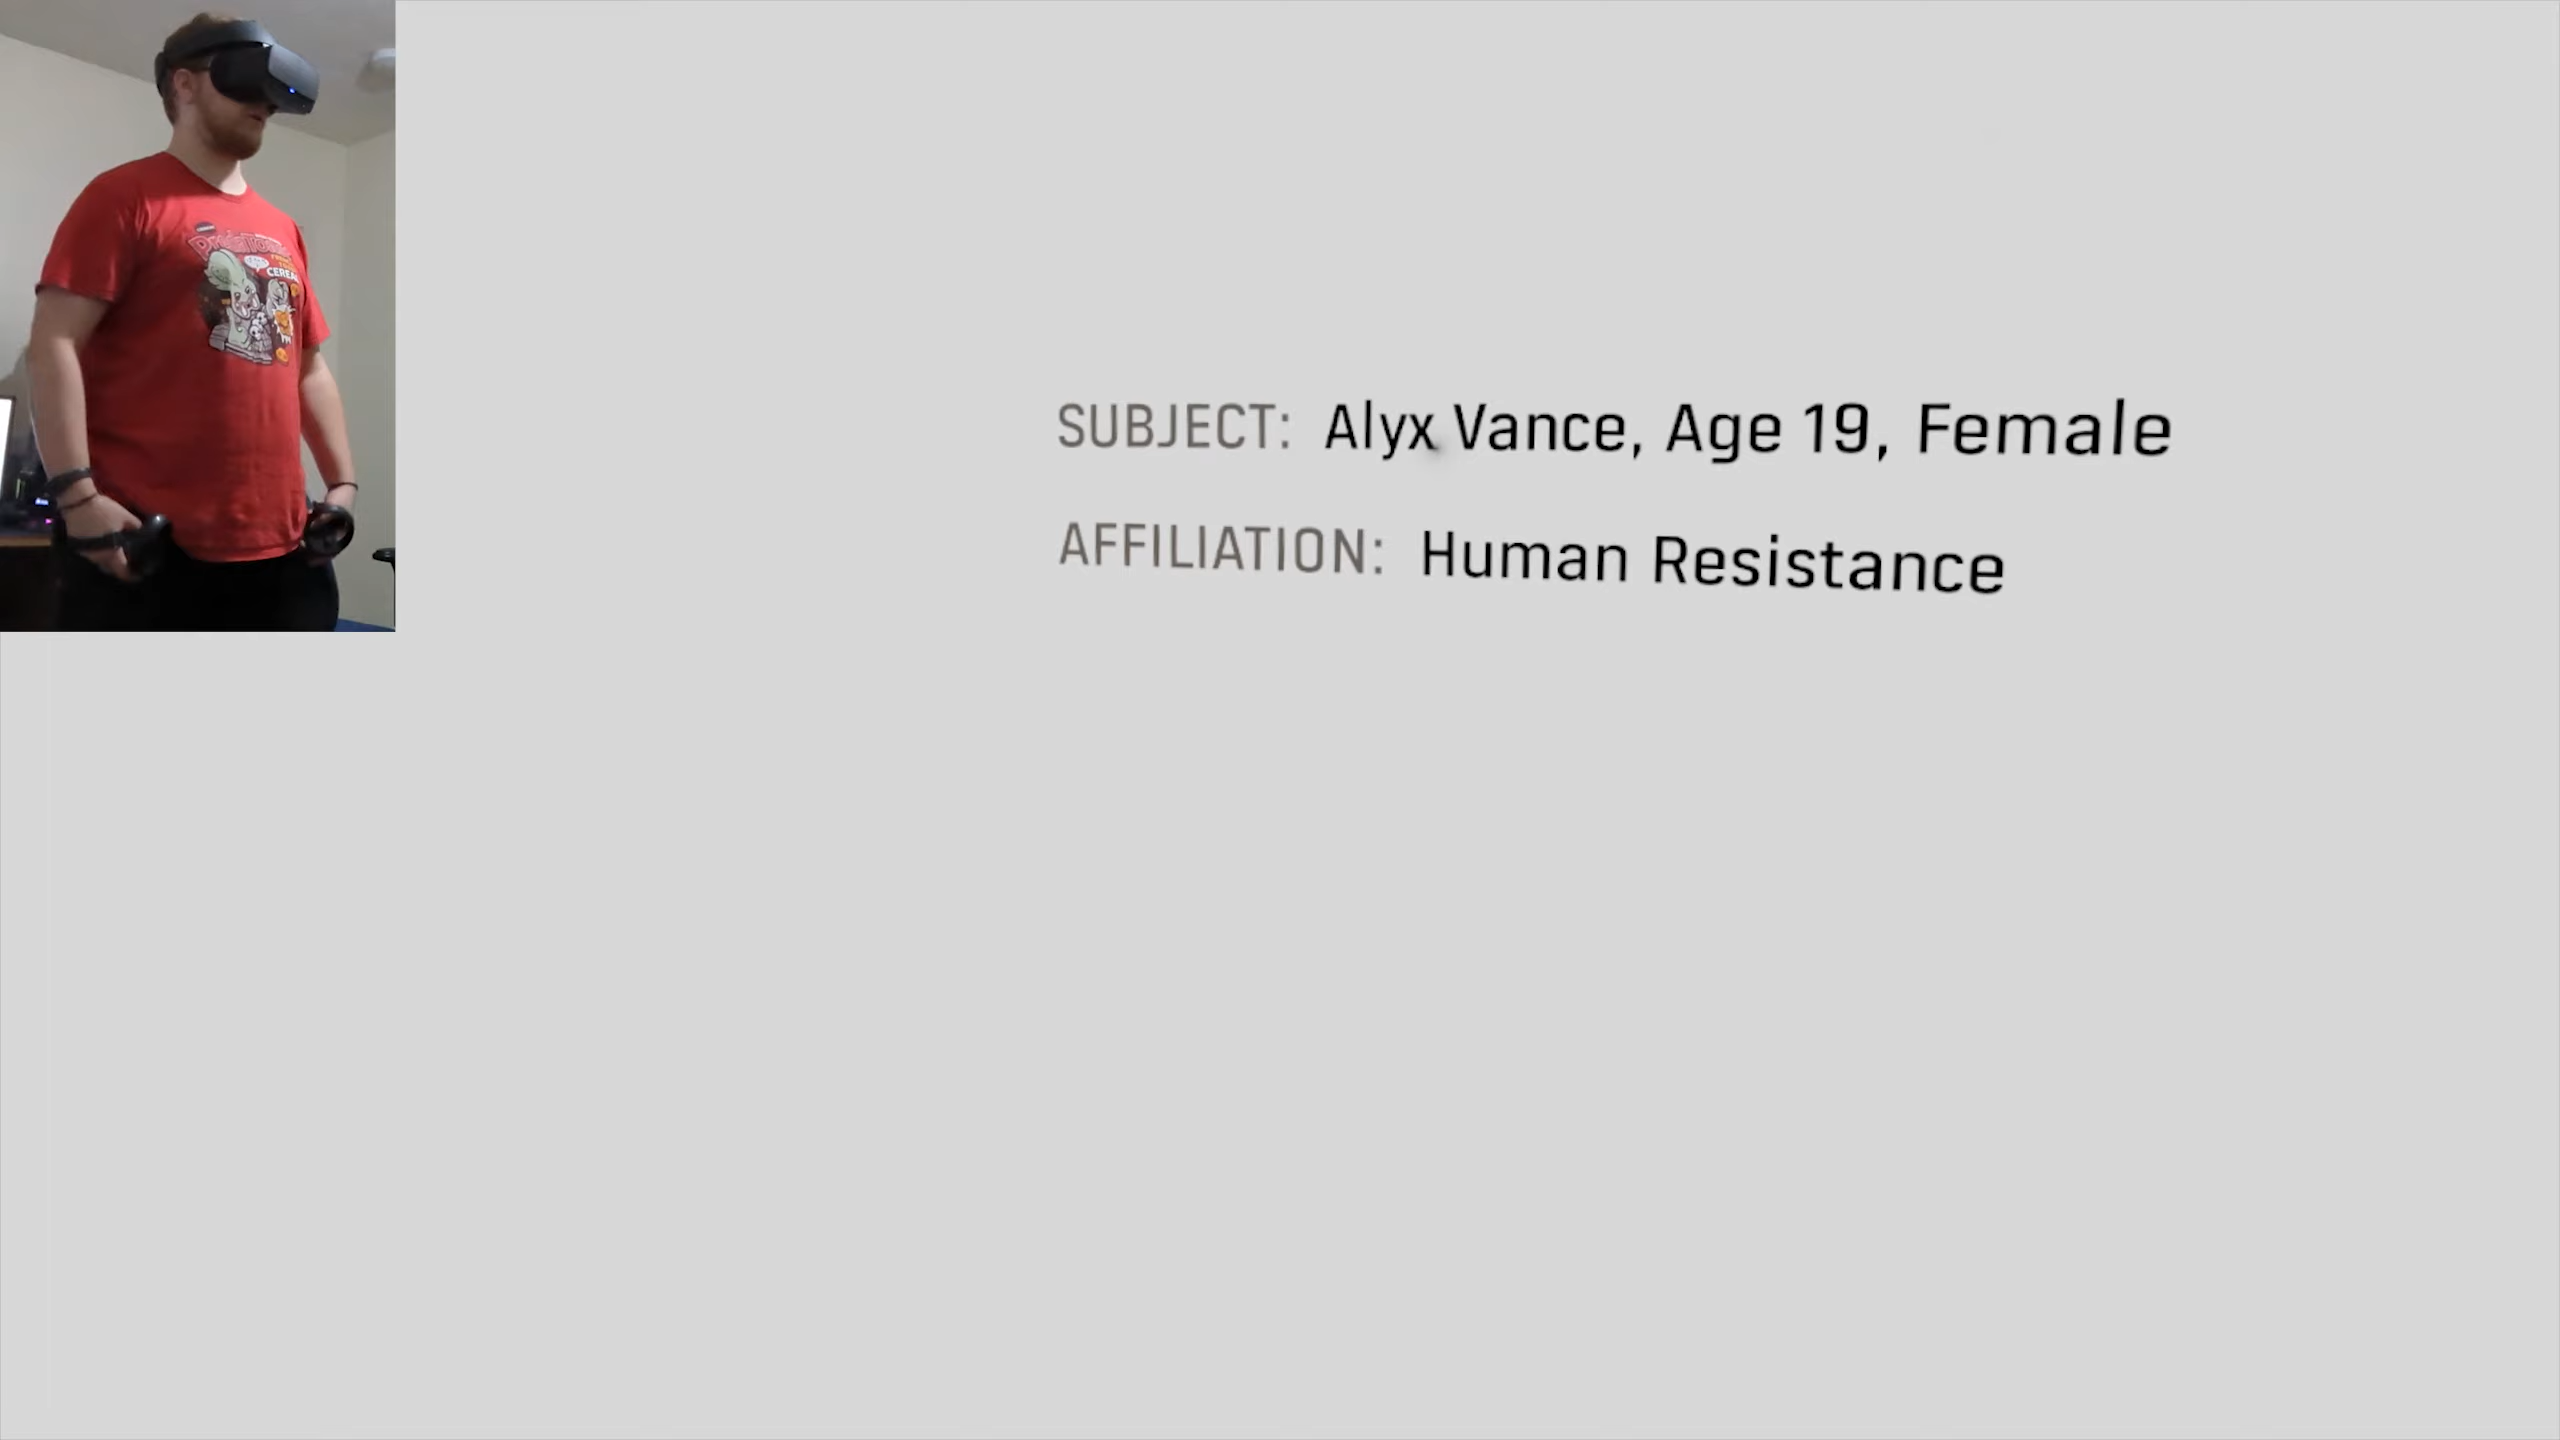 SUBJECT: Alyx Vance, Age 19, Female
AFFILIATION: Human Resistance